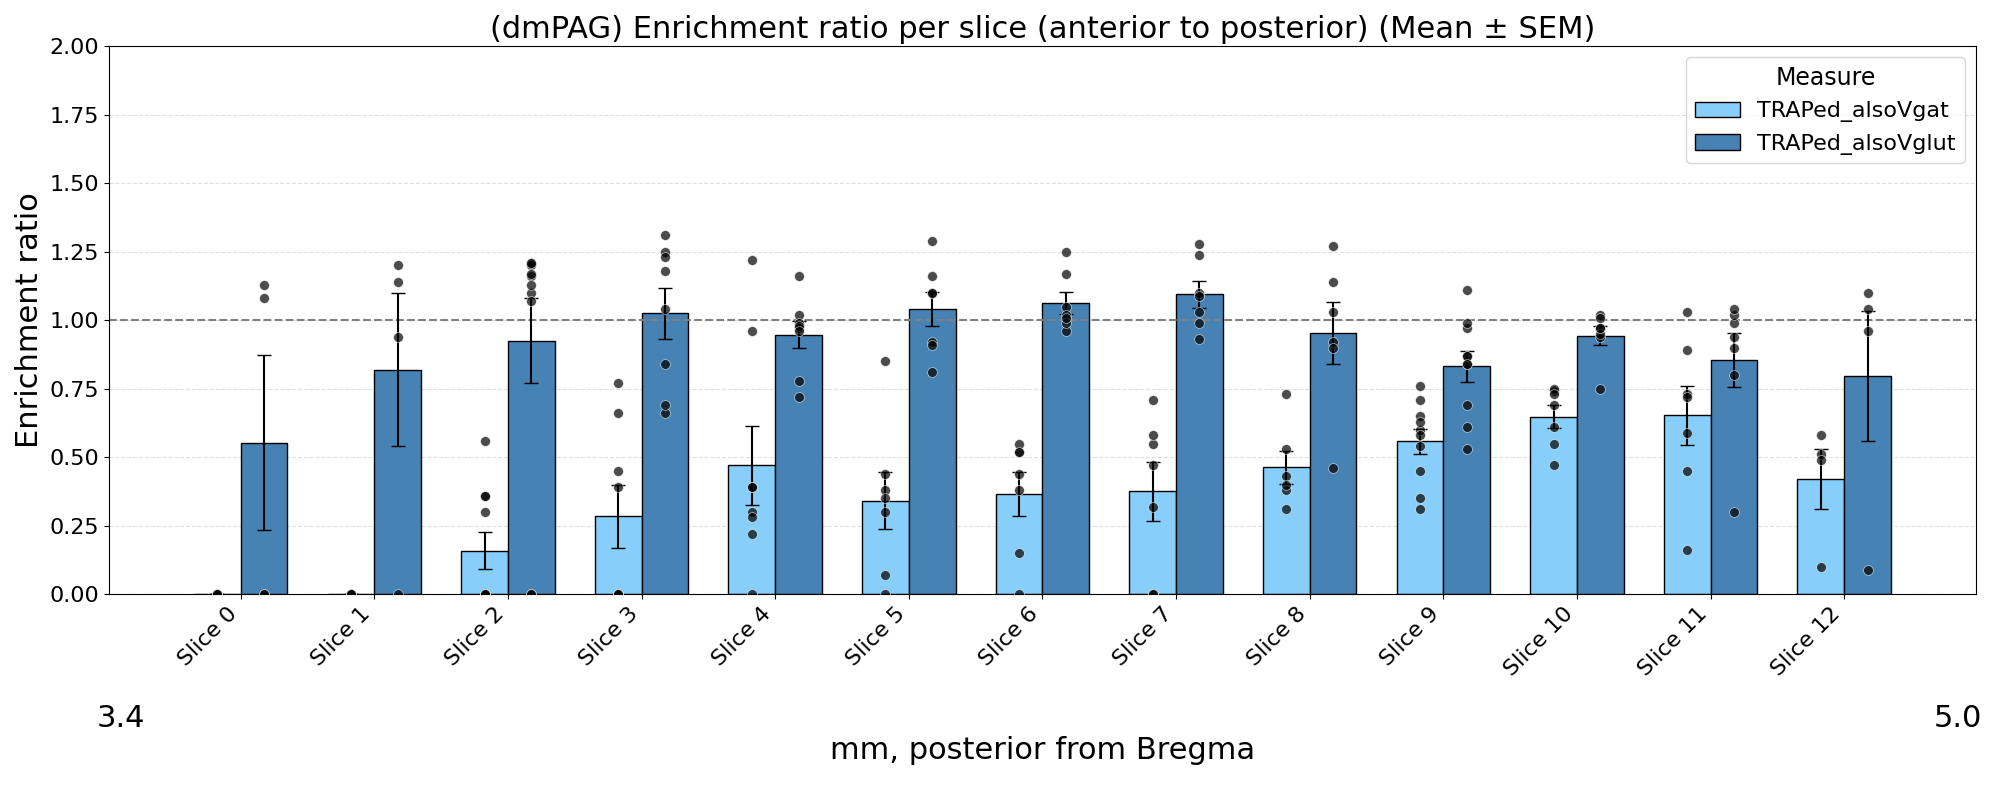 (dmPAG) Enrichment ratio per slice (anterior to posterior) (Mean ± SEM)
Measure
TRAPed_alsoVgat
TRAPed_alsoVglut
Enrichment ratio
2.00
1.75
1.50
1.25
1.00
0.75
0.50
0.25
0.00
Slice 0
Slice 1
Slice 2
Slice 3
Slice 4
Slice 5
Slice 6
Slice 7
Slice 8
Slice 9
Slice 10
Slice 11
Slice 12
3.4
5.0
mm, posterior from Bregma